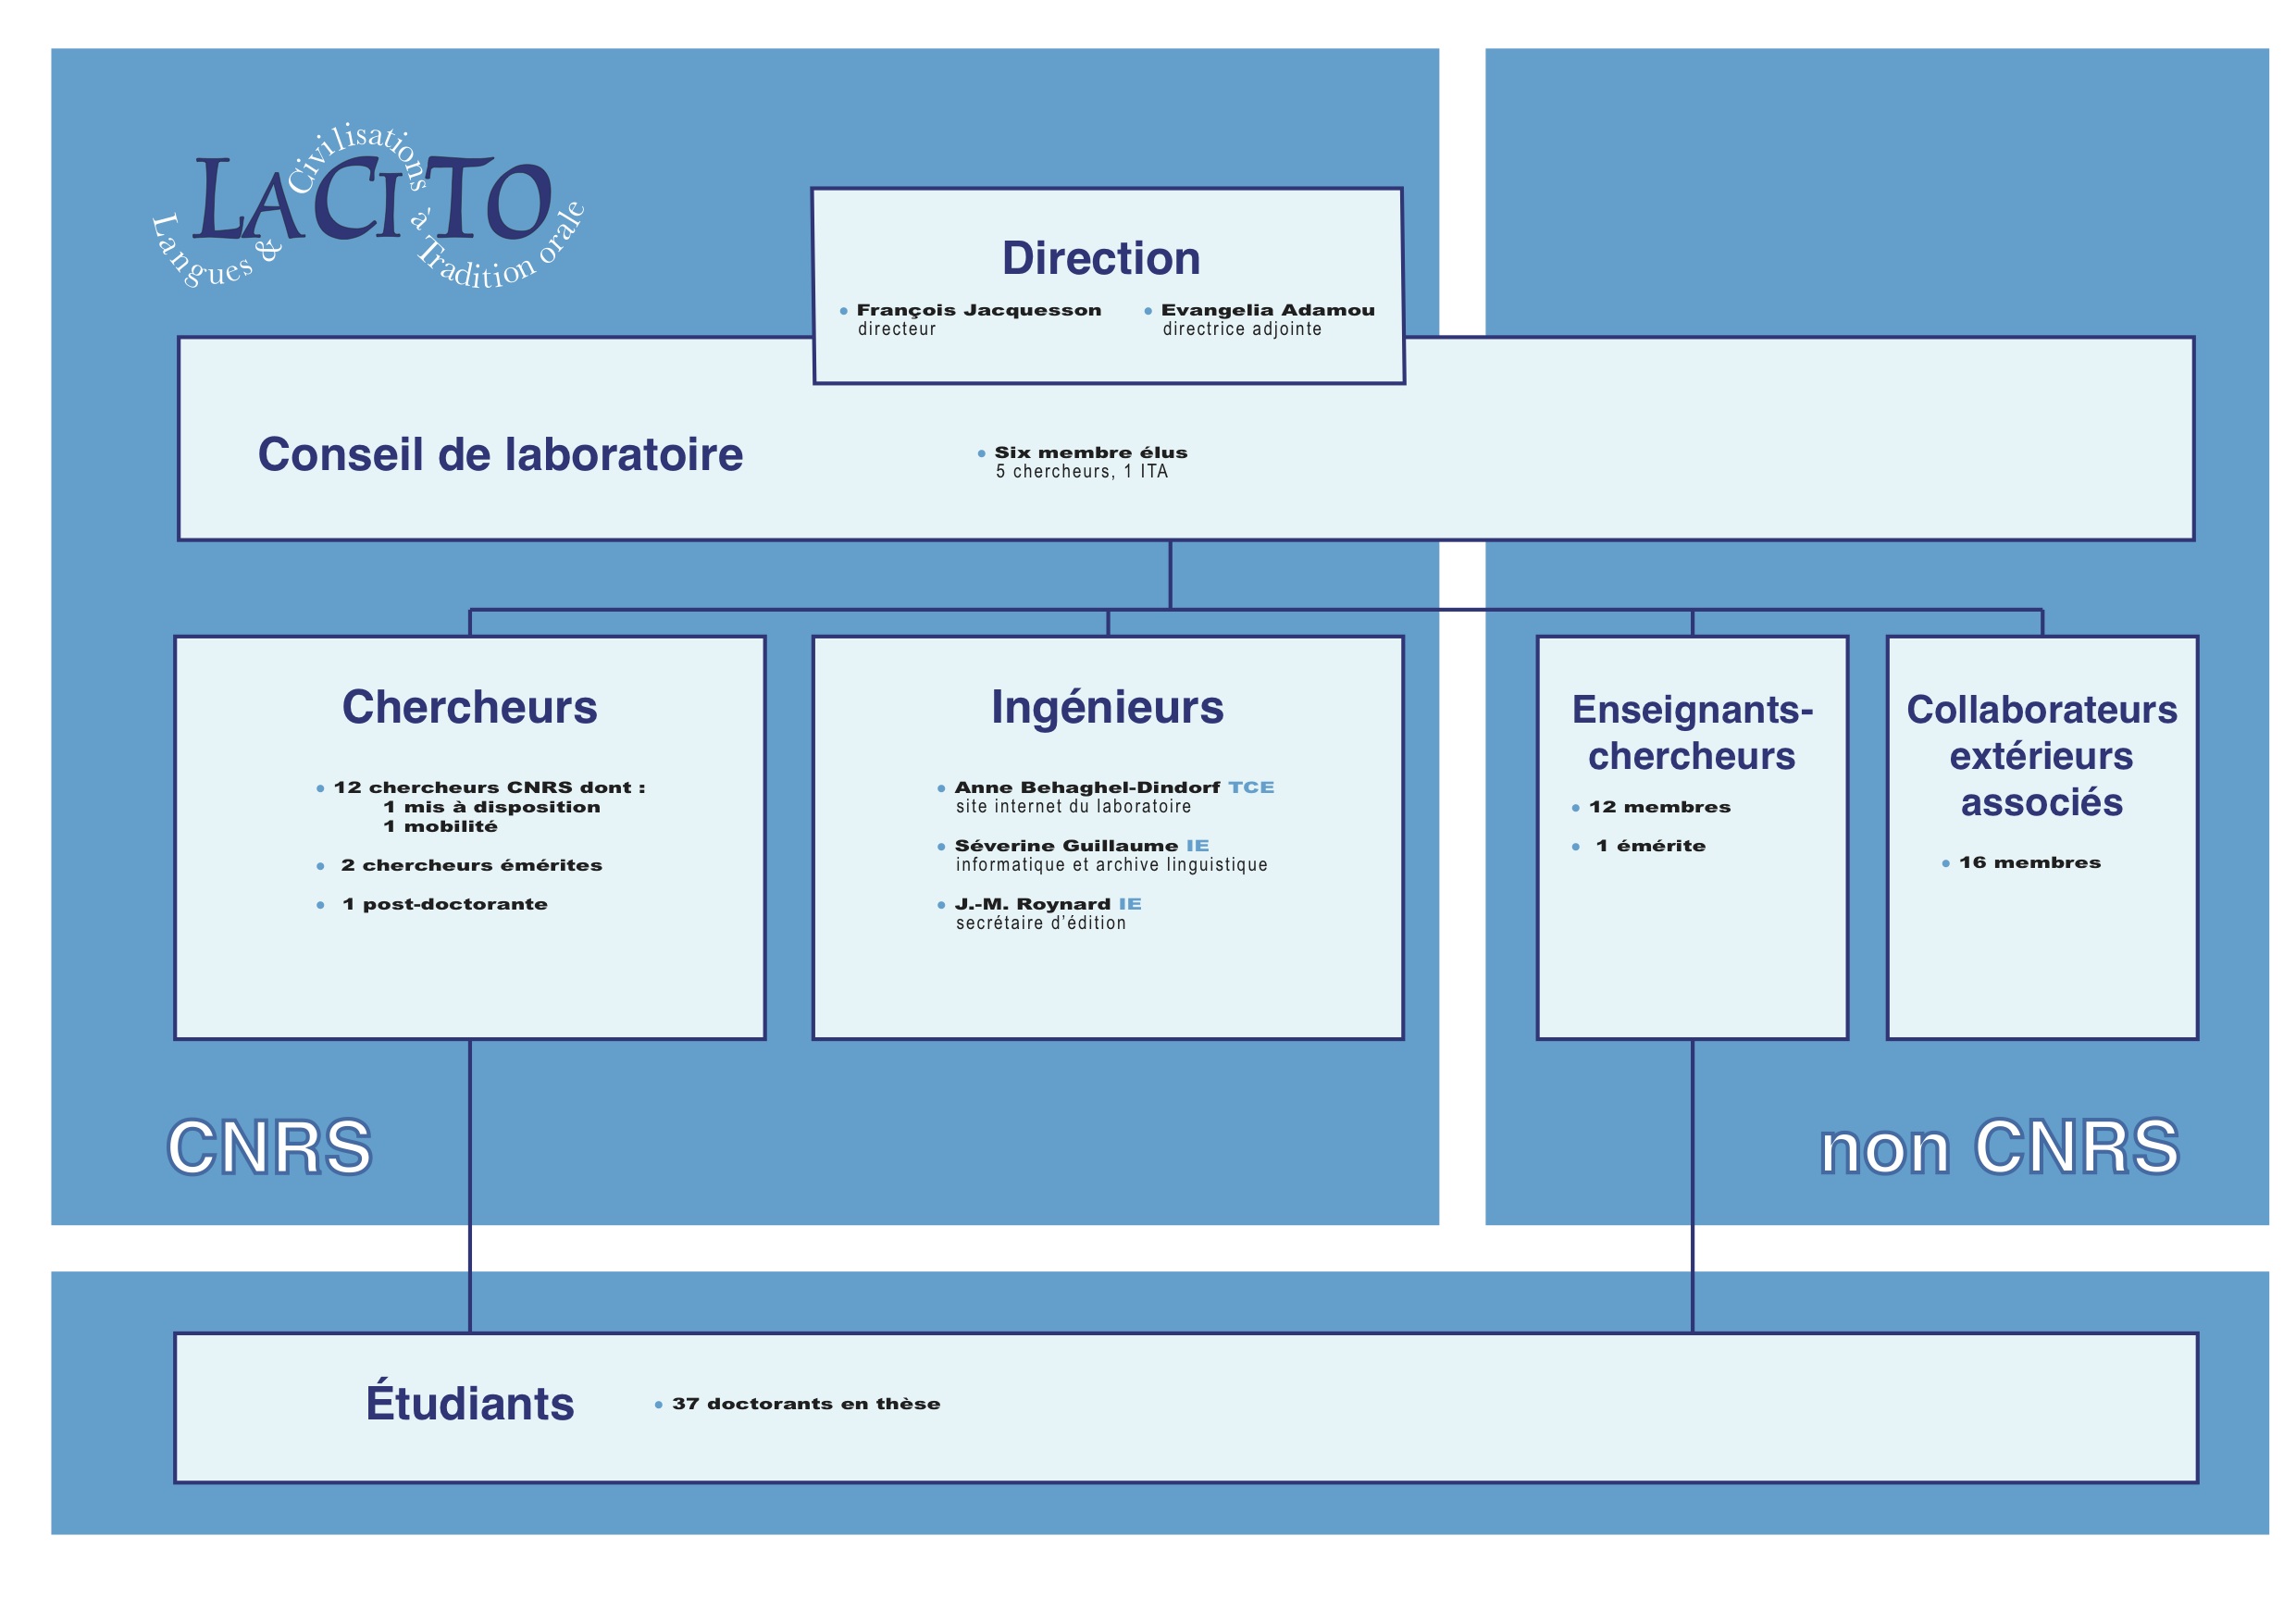 LACITO
Langues & Civilisations à Tradition orale
Direction
• François Jacquesson
directeur
• Evangelia Adamou
directrice adjointe
Conseil de laboratoire
• Six membre élus
5 chercheurs, 1 ITA
Chercheurs
• 12 chercheurs CNRS dont :
1 mis à disposition
1 mobilité
• 2 chercheurs émérites
• 1 post-doctorante
Ingénieurs
• Anne Behaghel-Dindorf TCE
site internet du laboratoire
• Séverine Guillaume IE
informatique et archive linguistique
• J.-M. Roynard IE
secrétaire d’édition
Enseignants-
chercheurs
• 12 membres
• 1 émérite
Collaborateurs
extérieurs
associés
• 16 membres
CNRS
non CNRS
Étudiants
• 37 doctorants en thèse